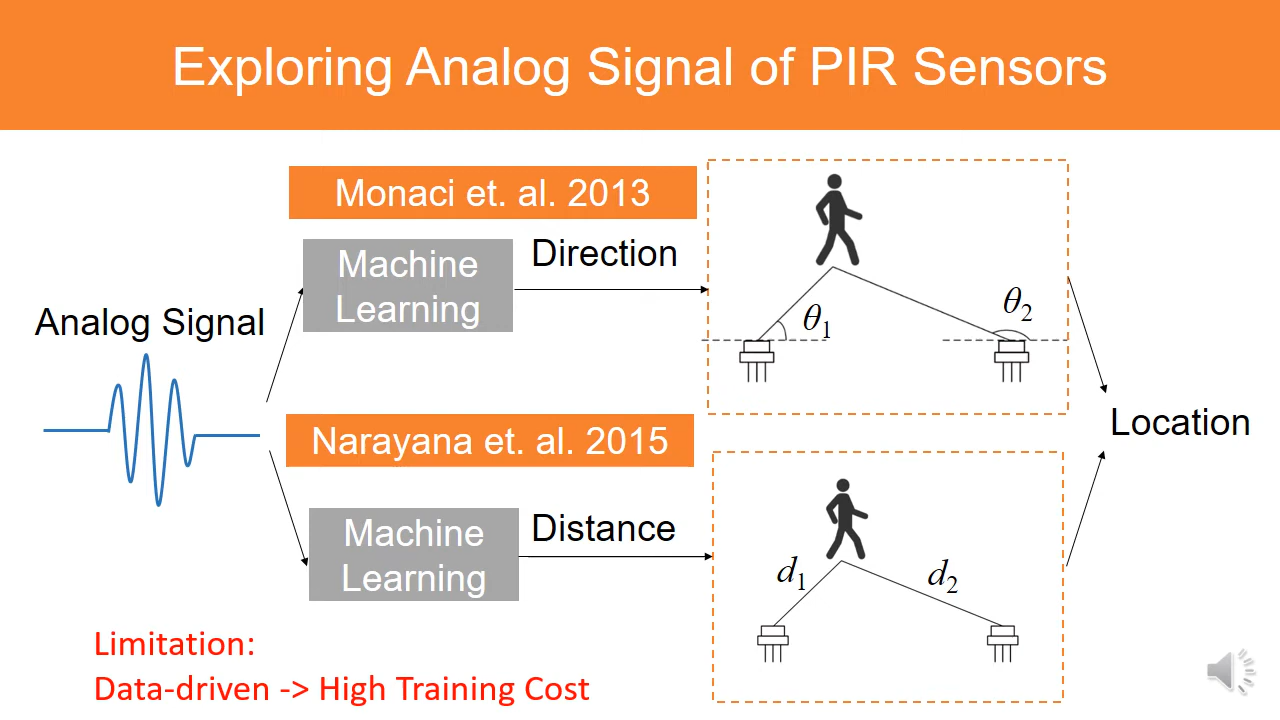 Exploring Analog Signal of PIR Sensors
Monaci et. al. 2013
Machine
Learning
Direction
θ1
θ2
Analog Signal
Narayana et. al. 2015
Machine
Learning
Distance
d1
d2
Location
Limitation:
Data-driven -> High Training Cost